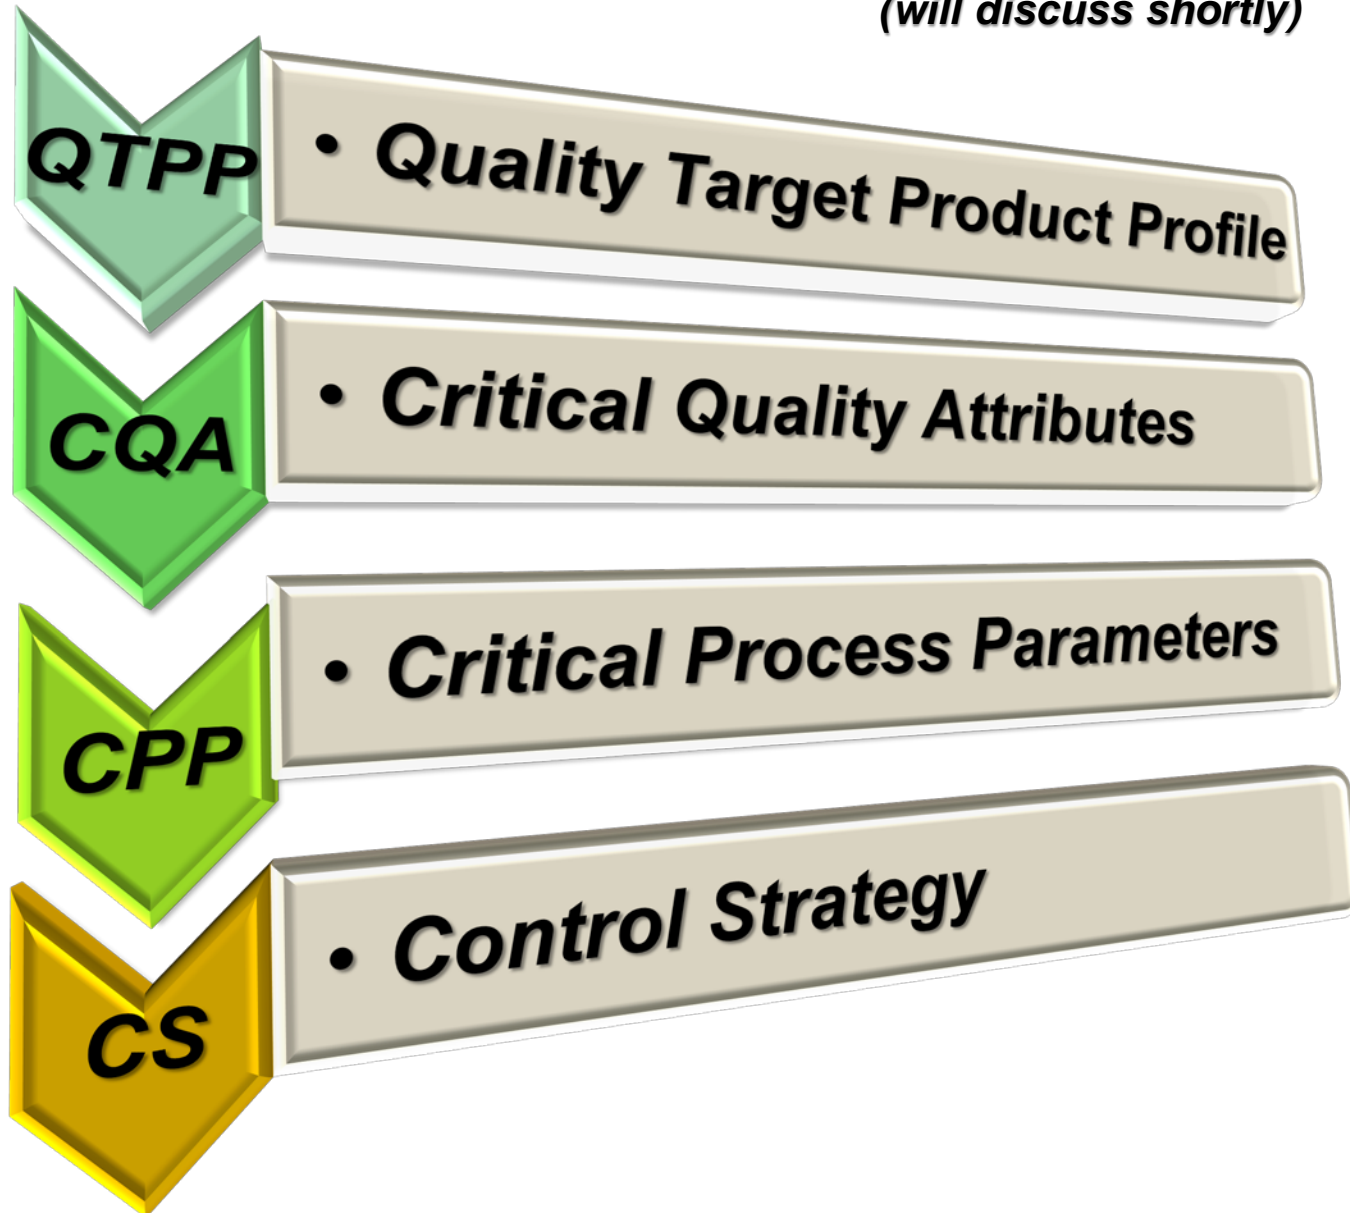 (will discuss shortly)
QTPP
• Quality Target Product Profile
CQA
• Critical Quality Attributes
CPP
• Critical Process Parameters
CS
• Control Strategy